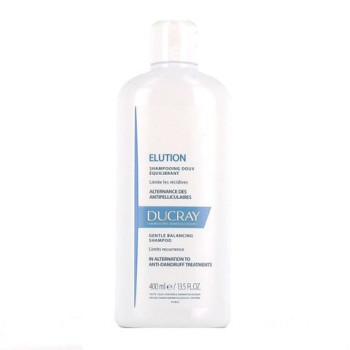 ELUTION
SHAMPOOING DOUX
ÉQUILIBRANT
Limite les récidives
ALTERNANCE DES
ANTIPELLICULAIRES
DUCRAY
GENTLE BALANCING
SHAMPOO
Limits recurrence
IN ALTERNATION TO
ANTI-DANDRUFF TREATMENTS
400 ml e / 13.5 FL.OZ.